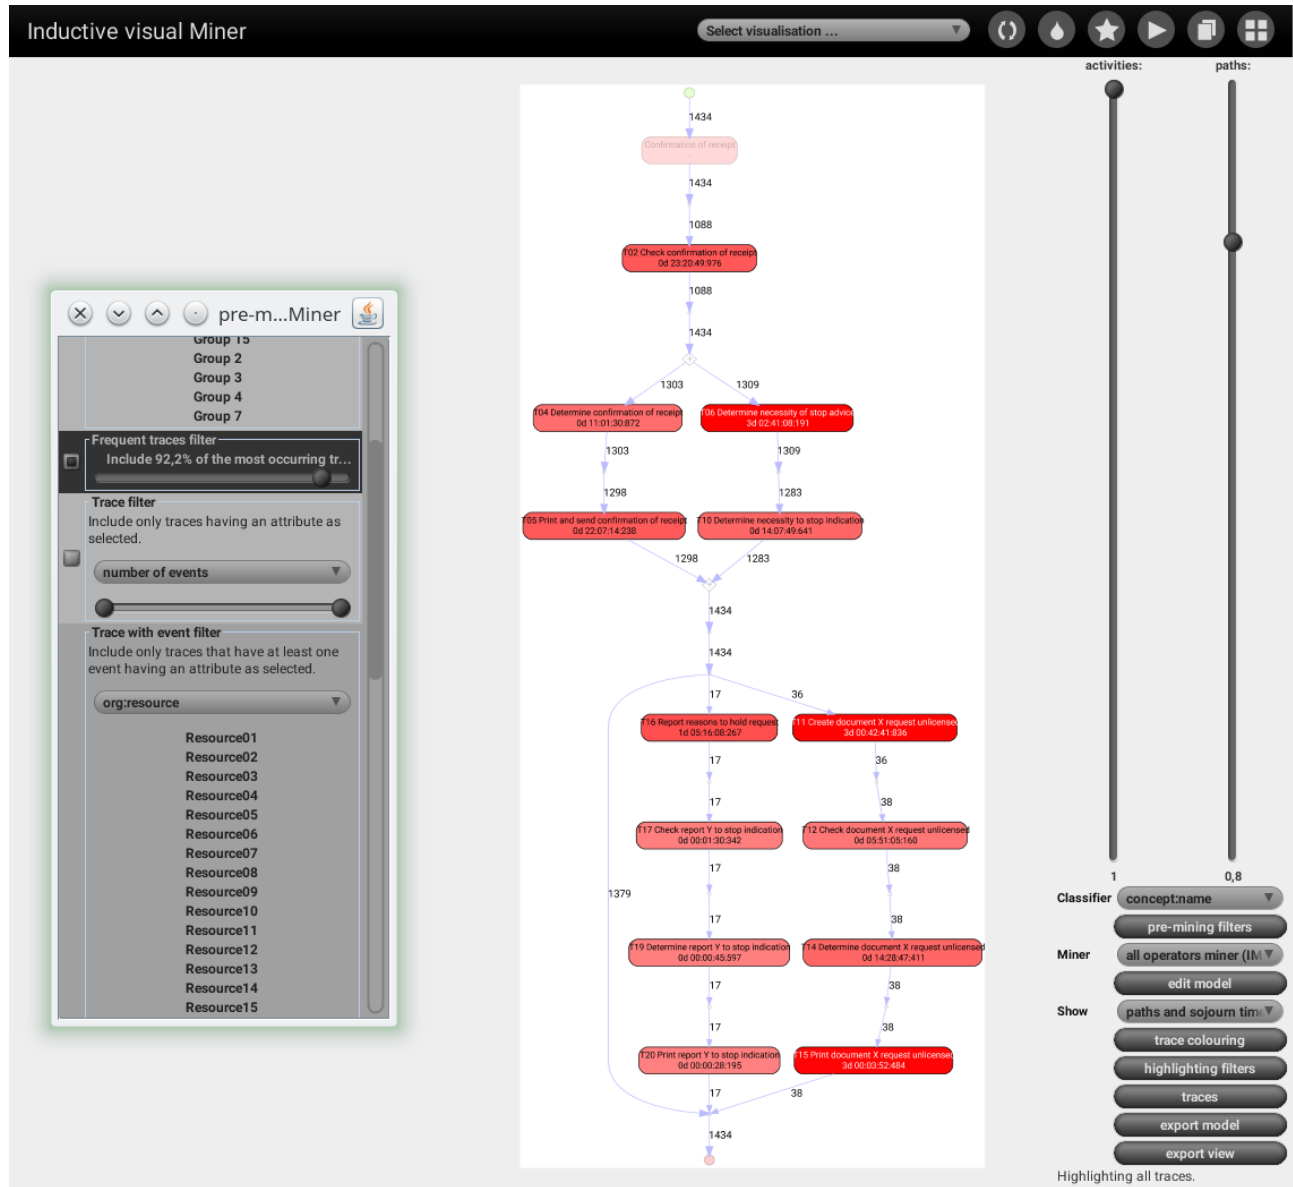 Inductive visual Miner
Select visualisation ...
activities:
paths:
1434
Confirmation of receipt
-
1434
1088
T02 Check confirmation of receipt
0d 23:20:49:976
1088
1434
1303
1309
T04 Determine confirmation of receipt
0d 11:01:30:872
T06 Determine necessity of stop advice
3d 02:41:08:191
1303
1309
1298
1283
T05 Print and send confirmation of receipt
0d 22:07:14:238
T10 Determine necessity to stop indication
0d 14:07:49:641
1298
1283
1434
1434
17
36
T16 Report reasons to hold request
1d 05:16:08:267
T11 Create document X request unlicensed
3d 00:42:41:836
17
36
17
38
T17 Check report Y to stop indication
0d 00:01:30:342
T12 Check document X request unlicensed
0d 05:51:05:160
17
38
1379
17
38
T19 Determine report Y to stop indication
0d 00:00:45:597
T14 Determine document X request unlicensed
0d 14:28:47:411
17
38
17
38
T20 Print report Y to stop indication
0d 00:00:28:195
T15 Print document X request unlicensed
3d 00:03:52:484
17
38
1434
pre-m...Miner
Group 15
Group 2
Group 3
Group 4
Group 7
Frequent traces filter
Include 92,2% of the most occurring tr...
Trace filter
Include only traces having an attribute as
selected.
number of events
Trace with event filter
Include only traces that have at least one
event having an attribute as selected.
org:resource
Resource01
Resource02
Resource03
Resource04
Resource05
Resource06
Resource07
Resource08
Resource09
Resource10
Resource11
Resource12
Resource13
Resource14
Resource15
1
0,8
Classifier concept:name
pre-mining filters
Miner all operators miner (IM
edit model
Show paths and sojourn tim
trace colouring
highlighting filters
traces
export model
export view
Highlighting all traces.